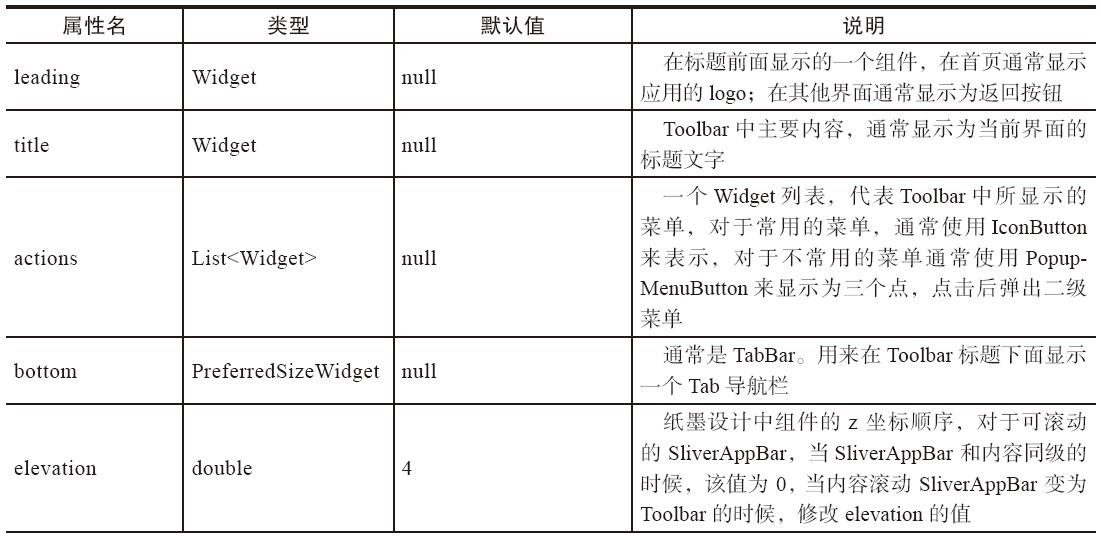 属性名 类型 默认值 说明
leading Widget null 在标题前面显示的一个组件，在首页通常显示
应用的 logo；在其他界面通常显示为返回按钮
title Widget null Toolbar 中主要内容，通常显示为当前界面的
标题文字
actions List<Widget> null 一个 Widget 列表，代表 Toolbar 中所显示的
菜单，对于常用的菜单，通常使用 IconButton
来表示，对于不常用的菜单通常使用 Popup-
MenuButton 来显示为三个点，点击后弹出二级
菜单
bottom PreferredSizeWidget null 通常是 TabBar。用来在 Toolbar 标题下面显示
一个 Tab 导航栏
elevation double 4 纸墨设计中组件的 z 坐标顺序，对于可滚动
的 SliverAppBar，当 SliverAppBar 和内容同级的
时候，该值为 0，当内容滚动 SliverAppBar 变为
Toolbar 的时候，修改 elevation 的值